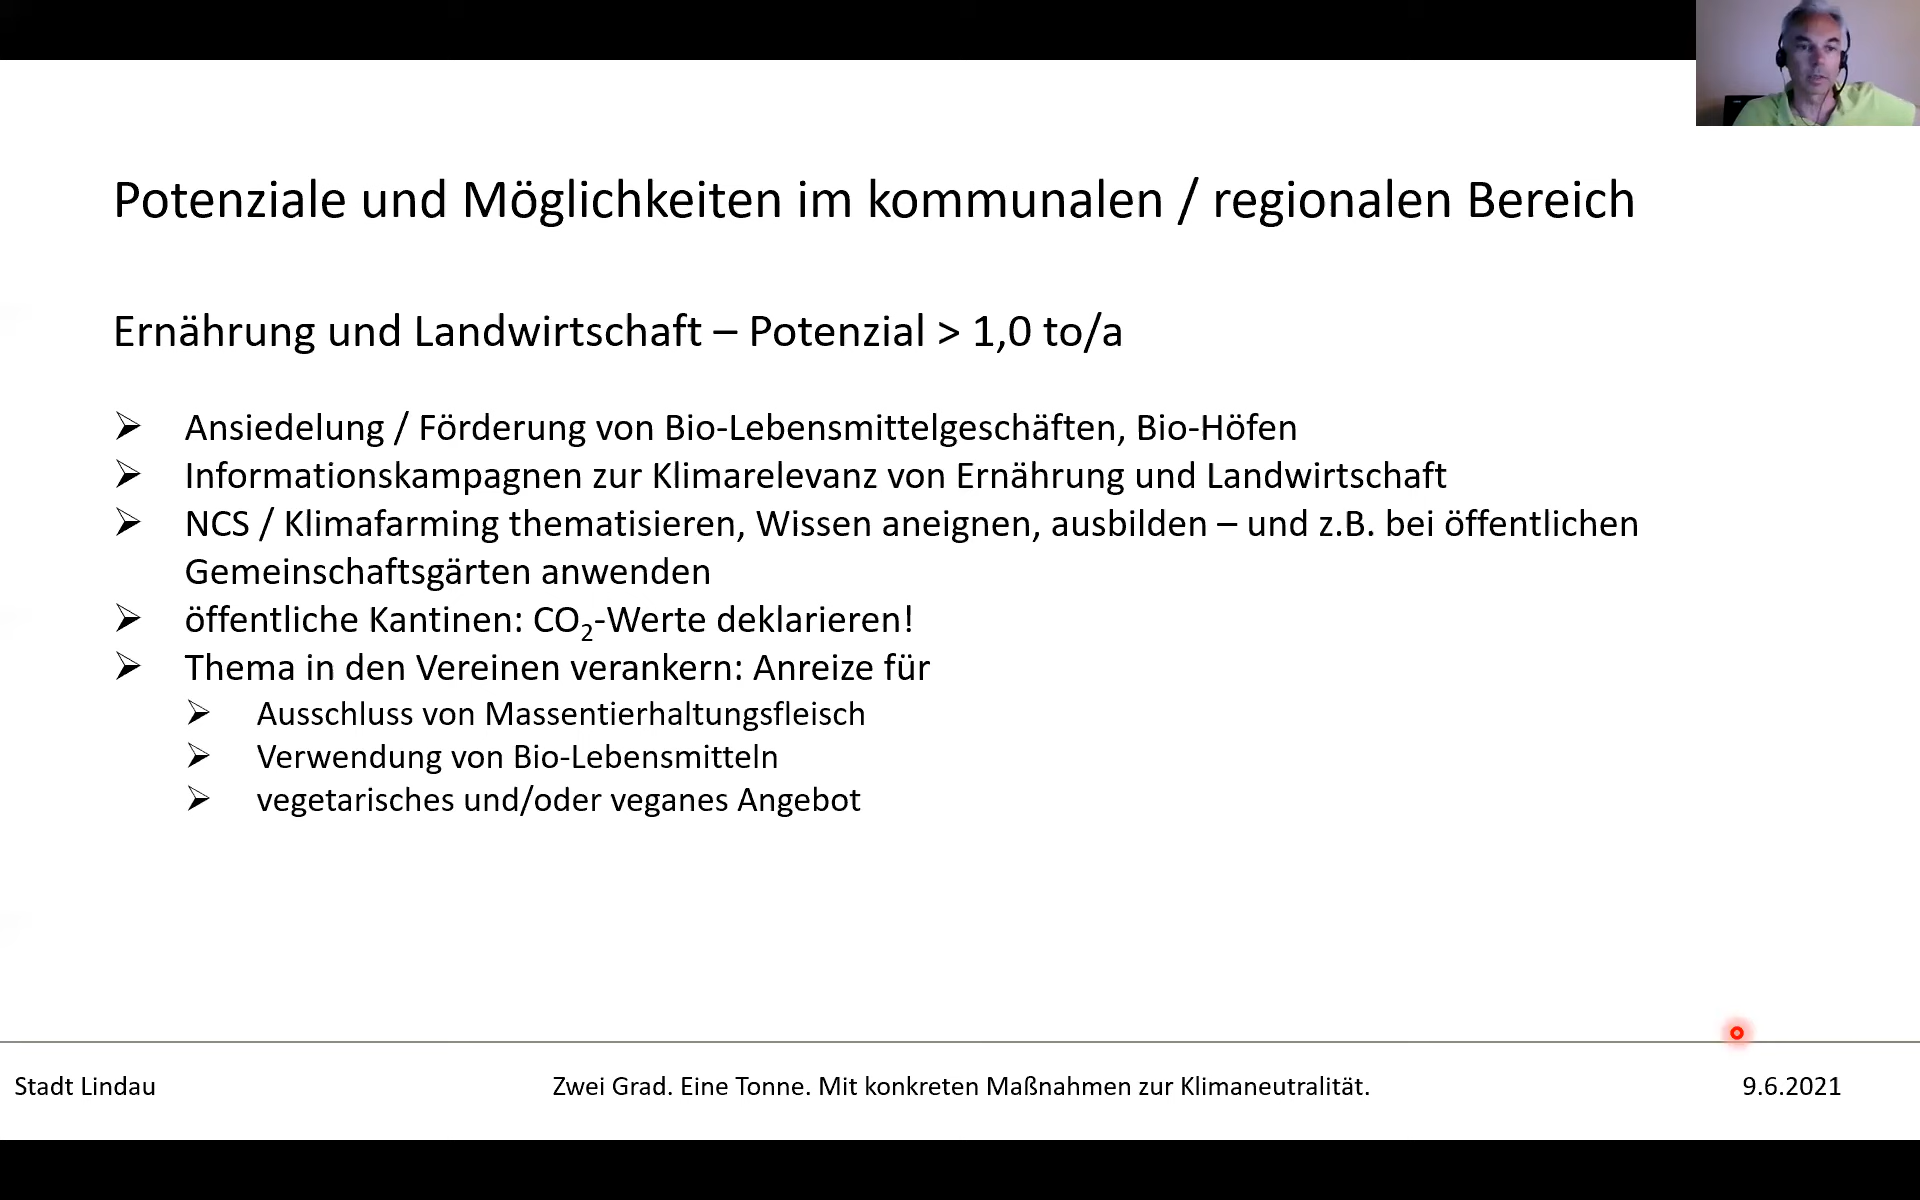 Potenziale und Möglichkeiten im kommunalen / regionalen Bereich
Ernährung und Landwirtschaft – Potenzial > 1,0 to/a
➢ Ansiedelung / Förderung von Bio-Lebensmittelgeschäften, Bio-Höfen
➢ Informationskampagnen zur Klimarelevanz von Ernährung und Landwirtschaft
➢ NCS / Klimafarming thematisieren, Wissen aneignen, ausbilden – und z.B. bei öffentlichen
Gemeinschaftsgärten anwenden
➢ öffentliche Kantinen: CO₂-Werte deklarieren!
➢ Thema in den Vereinen verankern: Anreize für
➢ Ausschluss von Massentierhaltungsfleisch
➢ Verwendung von Bio-Lebensmitteln
➢ vegetarisches und/oder veganes Angebot
Stadt Lindau
Zwei Grad. Eine Tonne. Mit konkreten Maßnahmen zur Klimaneutralität.
9.6.2021